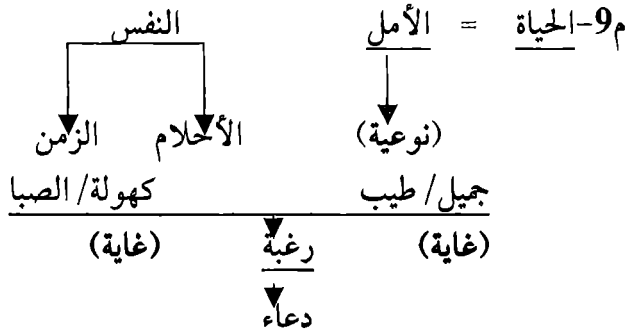 م9-الحياة = الأمل النفس
(نوعية) الأحلام الزمن
جميل/ طيب كهولة/ الصبا
(غاية) رغبة (غاية)
دعاء